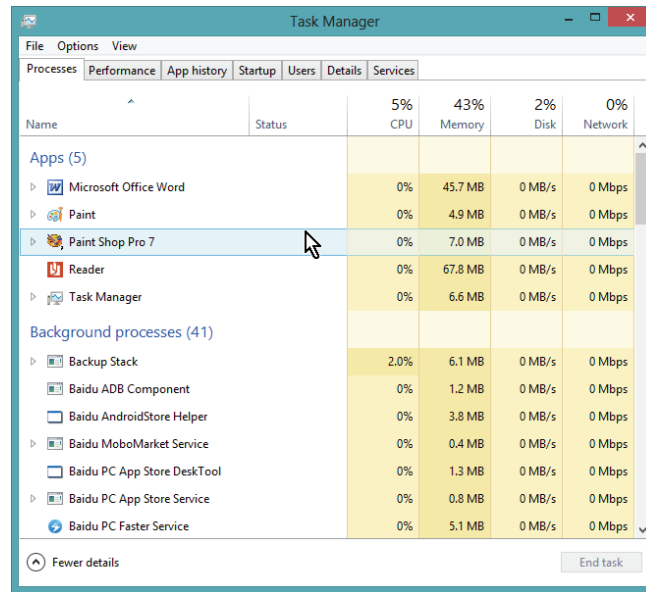 Task Manager
File Options View
Processes Performance App history Startup Users Details Services
5% 43% 2% 0%
Name Status CPU Memory Disk Network
Apps (5)
Microsoft Office Word 0% 45.7 MB 0 MB/s 0 Mbps
Paint 0% 4.9 MB 0 MB/s 0 Mbps
Paint Shop Pro 7 0% 7.0 MB 0 MB/s 0 Mbps
Reader 0% 67.8 MB 0 MB/s 0 Mbps
Task Manager 0% 6.6 MB 0 MB/s 0 Mbps
Background processes (41)
Backup Stack 2.0% 6.1 MB 0 MB/s 0 Mbps
Baidu ADB Component 0% 1.2 MB 0 MB/s 0 Mbps
Baidu AndroidStore Helper 0% 3.8 MB 0 MB/s 0 Mbps
Baidu MoboMarket Service 0% 0.4 MB 0 MB/s 0 Mbps
Baidu PC App Store DeskTool 0% 1.3 MB 0 MB/s 0 Mbps
Baidu PC App Store Service 0% 0.8 MB 0 MB/s 0 Mbps
Baidu PC Faster Service 0% 5.1 MB 0 MB/s 0 Mbps
Fewer details End task